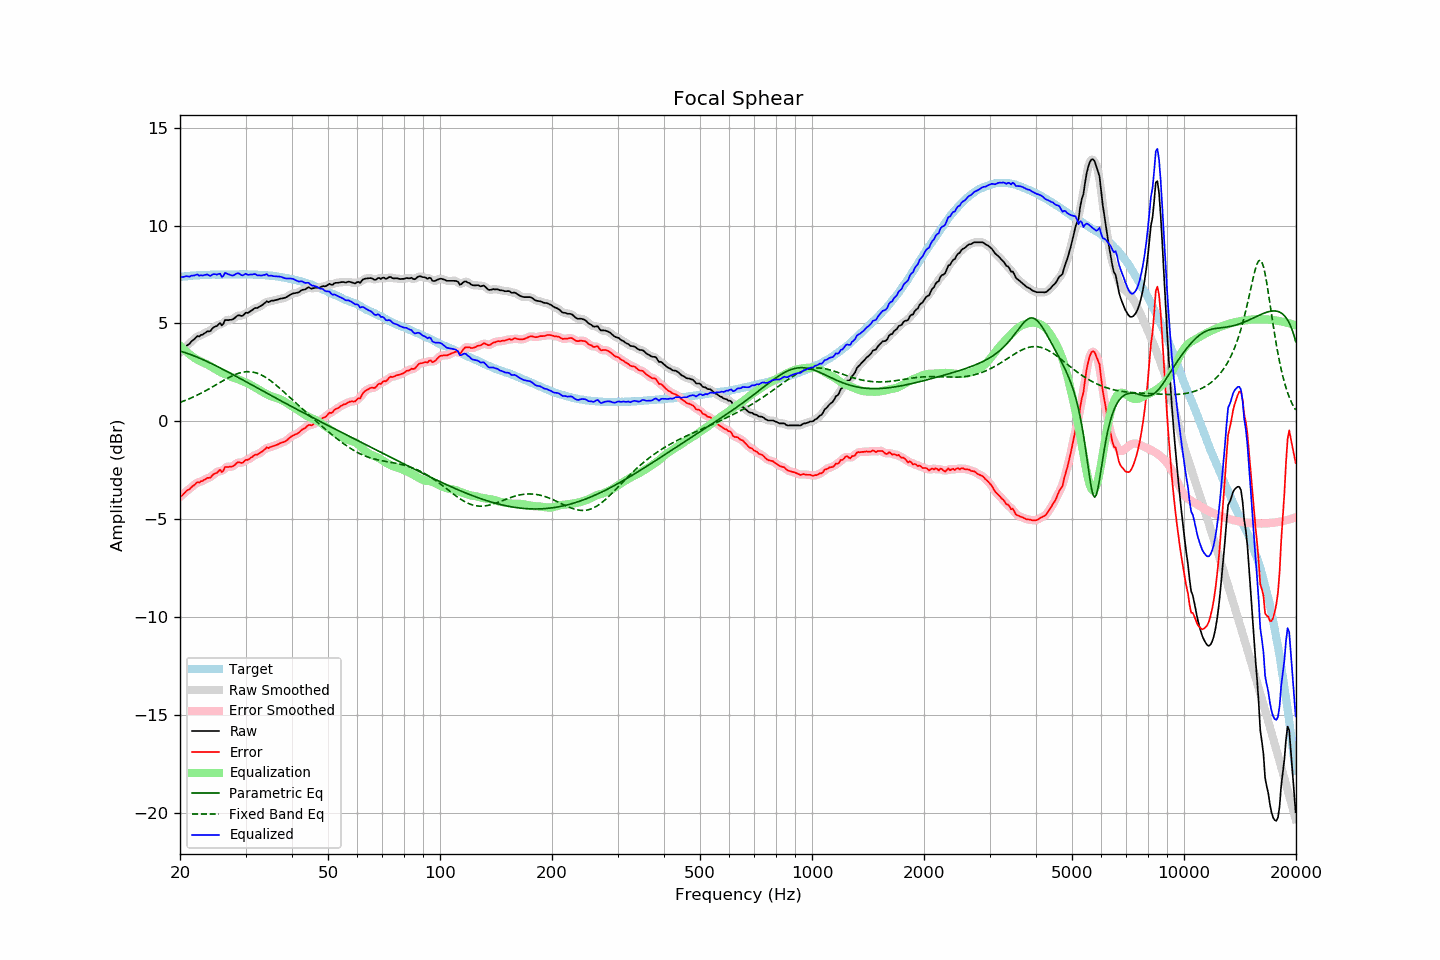 Focal Sphear
15
10
5
0
−5
−10
−15
−20
Amplitude (dBr)
Target
Raw Smoothed
Error Smoothed
Raw
Error
Equalization
Parametric Eq
Fixed Band Eq
Equalized
20 50 100 200 500 1000 2000 5000 10000 20000
Frequency (Hz)